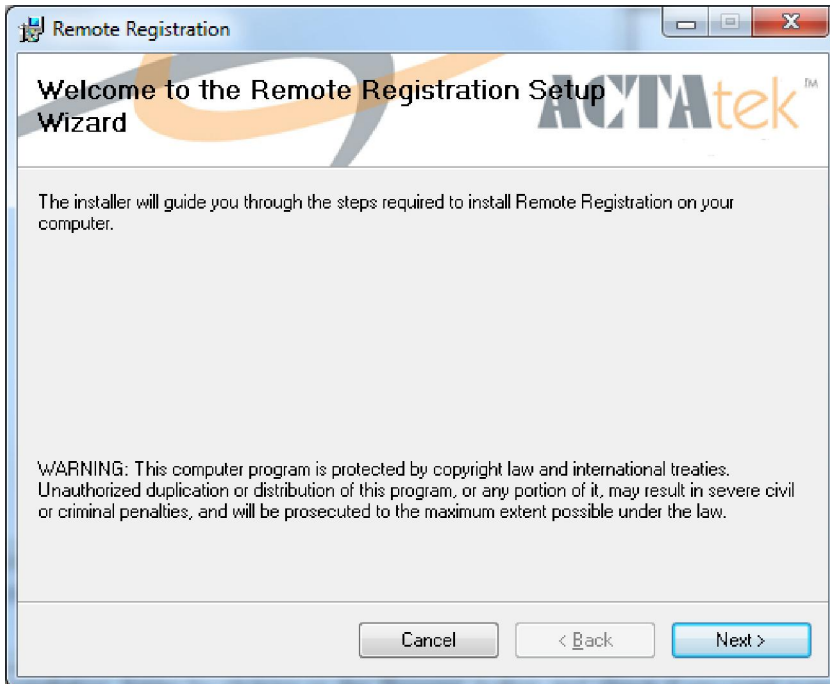 Remote Registration
Welcome to the Remote Registration Setup
Wizard
ACTAtek™
The installer will guide you through the steps required to install Remote Registration on your
computer.
WARNING: This computer program is protected by copyright law and international treaties.
Unauthorized duplication or distribution of this program, or any portion of it, may result in severe civil
or criminal penalties, and will be prosecuted to the maximum extent possible under the law.
Cancel < Back Next >